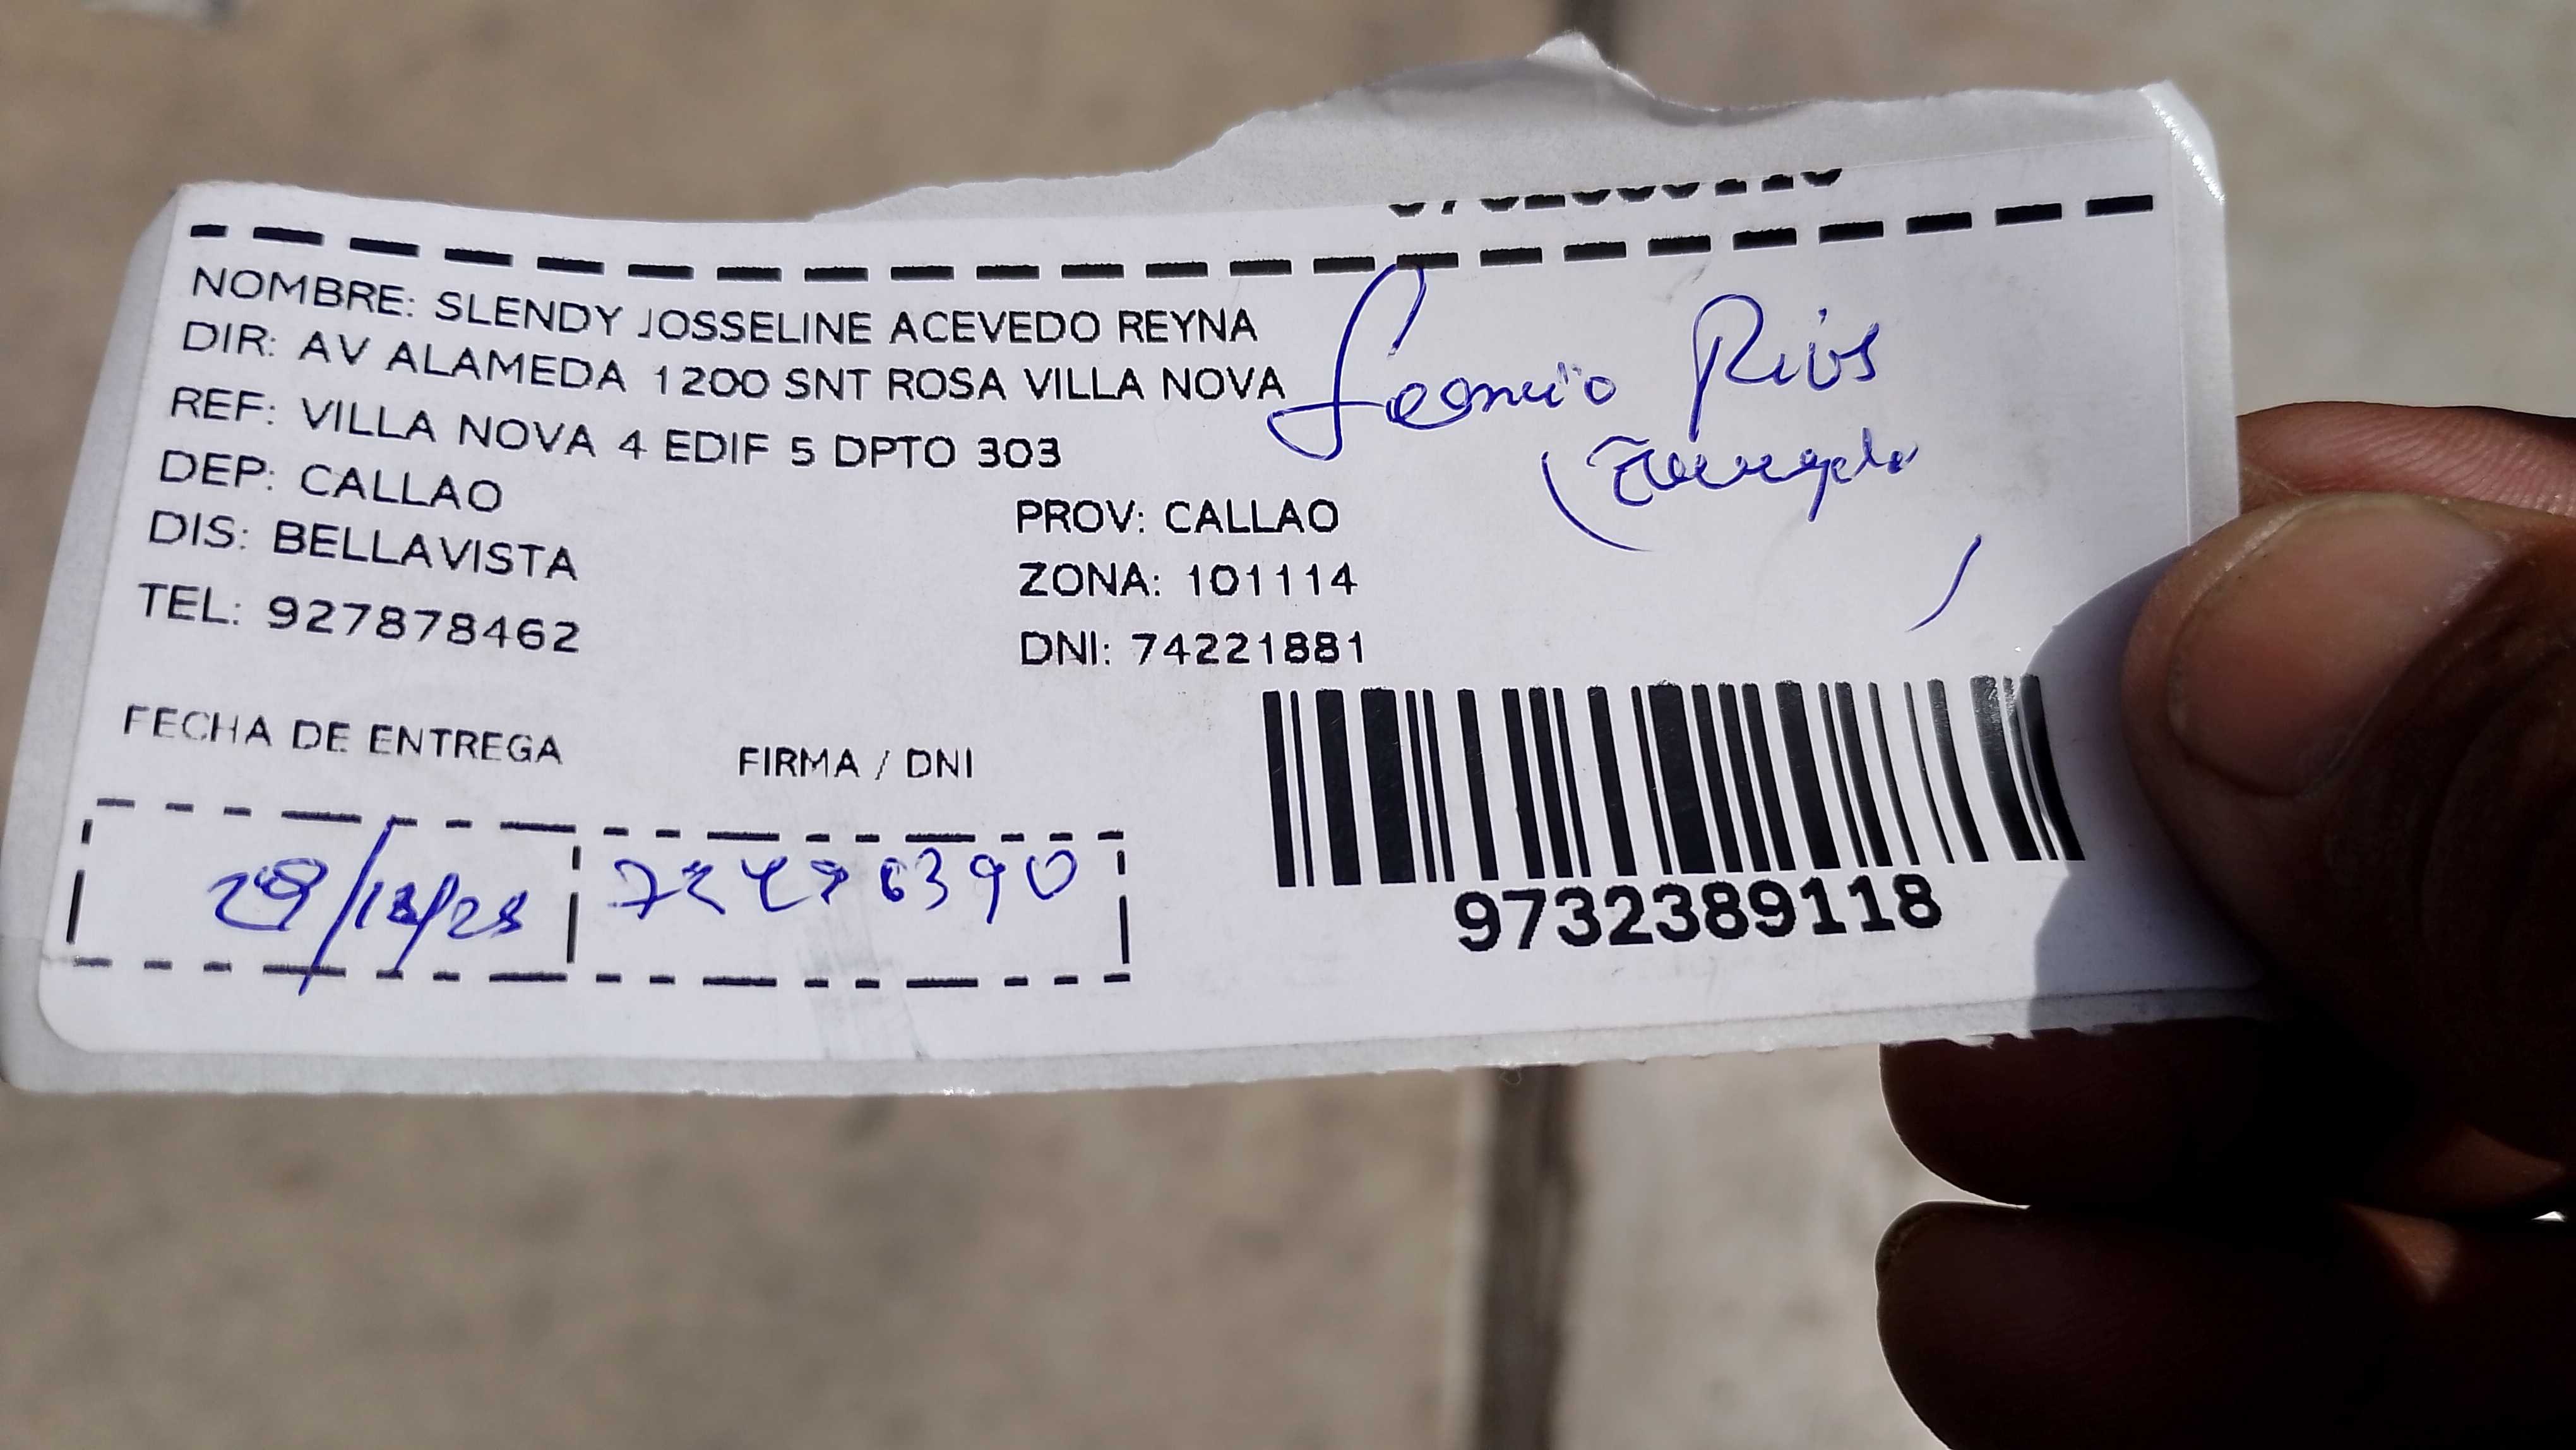 NOMBRE: SLENDY JOSSELINE ACEVEDO REYNA
DIR: AV ALAMEDA 1200 SNT ROSA VILLA NOVA
REF: VILLA NOVA 4 EDIF 5 DPTO 303
DEP: CALLAO
PROV: CALLAO
DIS: BELLAVISTA
ZONA: 101114
TEL: 927878462
DNI: 74221881
Rios
FECHA DE ENTREGA
FIRMA / DNI
9732389118